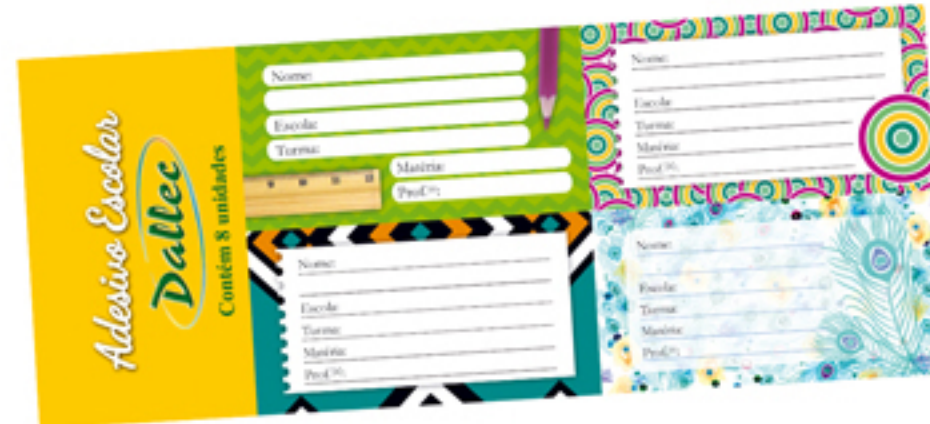 Adesivo Escolar
Dallec
Contém 8 unidades
Nome:
Escola:
Turma:
Matéria:
Prof.(a):
Nome:
Escola:
Turma:
Matéria:
Prof.(a):
Nome:
Escola:
Turma:
Matéria:
Prof.(a):
Nome:
Escola:
Turma:
Matéria:
Prof.(a):